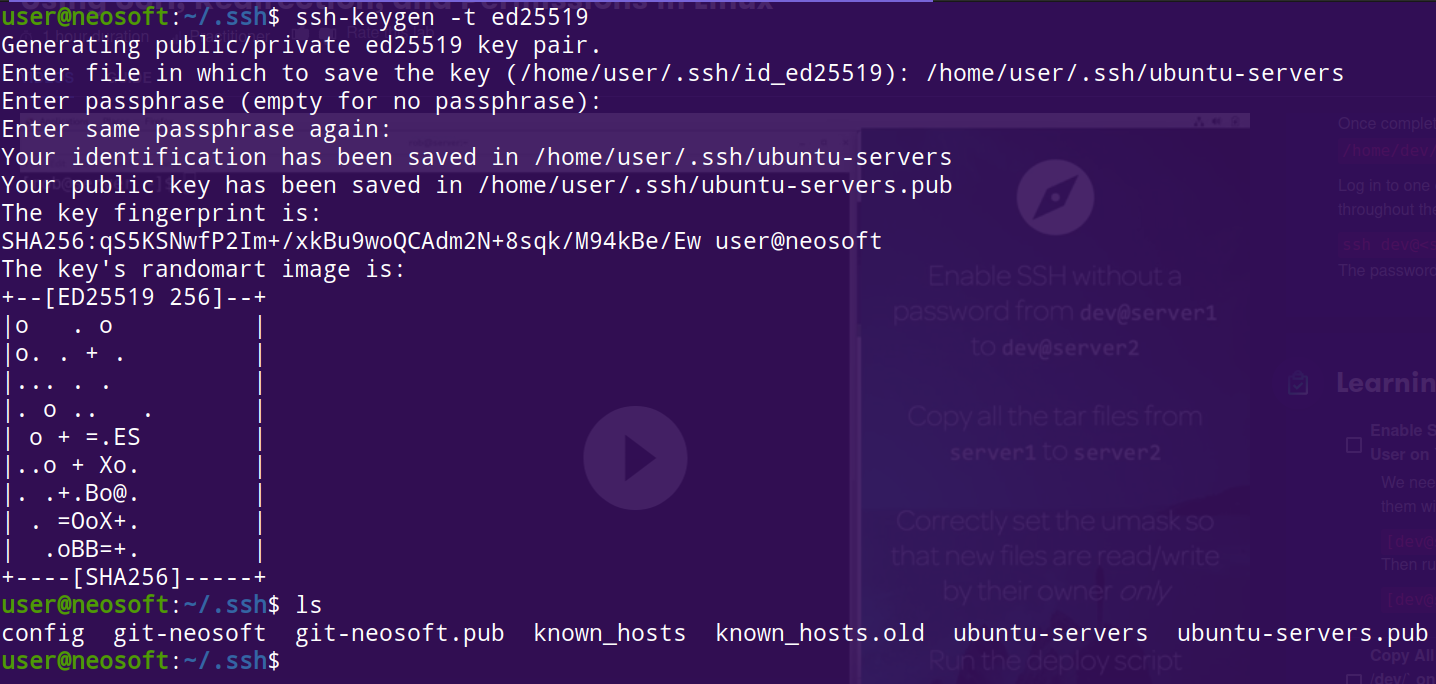 user@neosoft:~/.ssh$ ssh-keygen -t ed25519
Generating public/private ed25519 key pair.
Enter file in which to save the key (/home/user/.ssh/id_ed25519): /home/user/.ssh/ubuntu-servers
Enter passphrase (empty for no passphrase):
Enter same passphrase again:
Your identification has been saved in /home/user/.ssh/ubuntu-servers
Your public key has been saved in /home/user/.ssh/ubuntu-servers.pub
The key fingerprint is:
SHA256:qS5KSNwfP2Im+/xkBu9woQCAdm2N+8sqk/M94kBe/Ew user@neosoft
The key's randomart image is:
+--[ED25519 256]--+
|o   . o          |
|o. . + .         |
|... . .          |
|. o ..   .       |
| o + =.ES        |
|..o + Xo.        |
|. .+.Bo@.        |
| . =OoX+.        |
|  .oBB=+.        |
+----[SHA256]-----+
user@neosoft:~/.ssh$ ls
config  git-neosoft  git-neosoft.pub  known_hosts  known_hosts.old  ubuntu-servers  ubuntu-servers.pub
user@neosoft:~/.ssh$
Enable SSH without a
password from dev@server1
to dev@server2
Copy all the tar files from
server1 to server2
Correctly set the umask so
that new files are read/write
by their owner only
Run the deploy script
Once complet
/home/dev/
Log in to one
throughout the
ssh dev@<s
The password
Learnin
Enable S
User on
We nee
them wi
[dev@
Then ru
[dev@
Copy All
/dev/ on